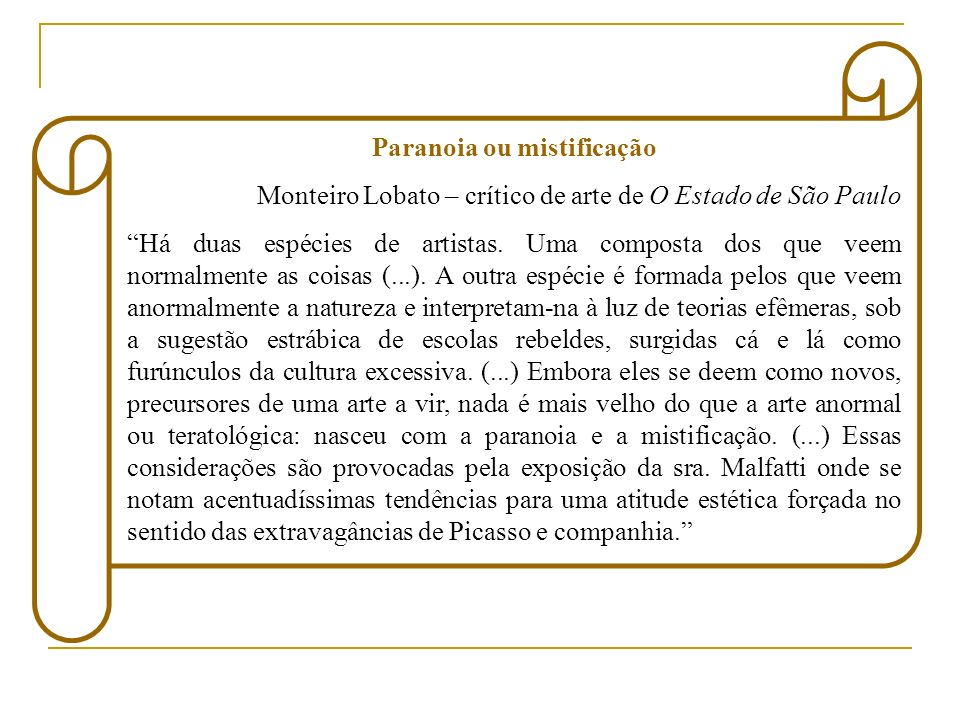 Paranoia ou mistificação
Monteiro Lobato – crítico de arte de O Estado de São Paulo
“Há duas espécies de artistas. Uma composta dos que veem
normalmente as coisas (...). A outra espécie é formada pelos que veem
anormalmente a natureza e interpretam-na à luz de teorias efêmeras, sob
a sugestão estrábica de escolas rebeldes, surgidas cá e lá como
furúnculos da cultura excessiva. (...) Embora eles se deem como novos,
precursores de uma arte a vir, nada é mais velho do que a arte anormal
ou teratológica: nasceu com a paranoia e a mistificação. (...) Essas
considerações são provocadas pela exposição da sra. Malfatti onde se
notam acentuadíssimas tendências para uma atitude estética forçada no
sentido das extravagâncias de Picasso e companhia.”